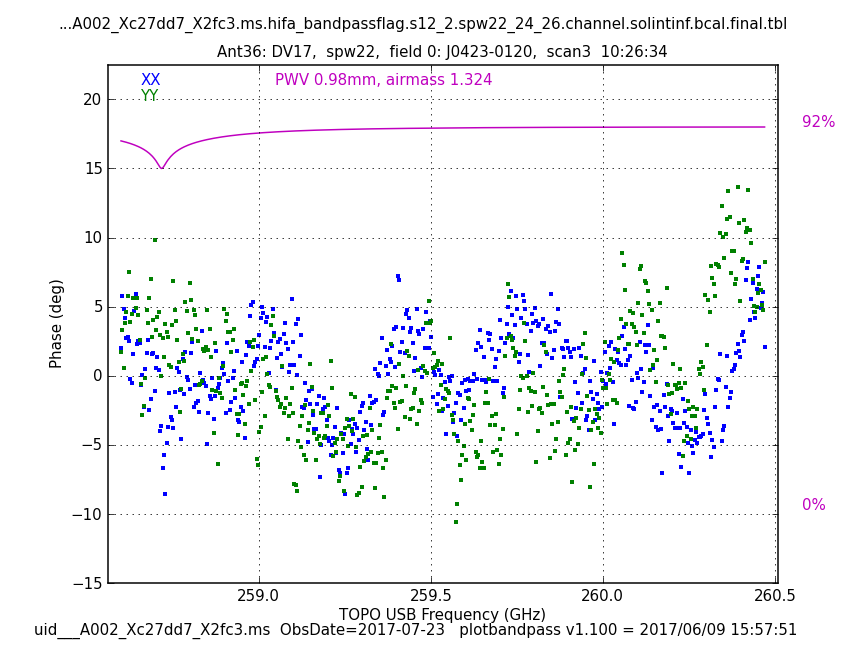 ...A002_Xc27dd7_X2fc3.ms.hifa_bandpassflag.s12_2.spw22_24_26.channel.solintinf.bcal.final.tbl
Ant36: DV17, spw22, field 0: J0423-0120, scan3 10:26:34
XX
PWV 0.98mm, airmass 1.324
YY
20
92%
15
10
5
0
−5
−10
0%
−15
Phase (deg)
259.0 259.5 260.0 260.5
TOPO USB Frequency (GHz)
uid___A002_Xc27dd7_X2fc3.ms ObsDate=2017-07-23 plotbandpass v1.100 = 2017/06/09 15:57:51